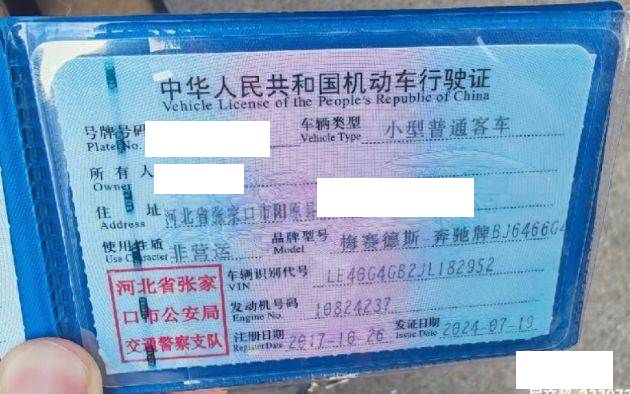 中华人民共和国机动车行驶证
Vehicle License of the People's Republic of China
号牌号码 车辆类型 小型普通客车
Plate No. Vehicle Type
所有人
Owner
住址 河北省张家口市阳原县
Address
使用性质 非营运 品牌型号 梅赛德斯 奔驰牌BJ6466G4
Use Character Model
河北省张家口市公安局交通警察支队
车辆识别代号 LE40G4GB2JL182952
VIN
发动机号码 10824237
Engine No.
注册日期 2017-10-26 发证日期 2024-07-19
Register Date Issue Date